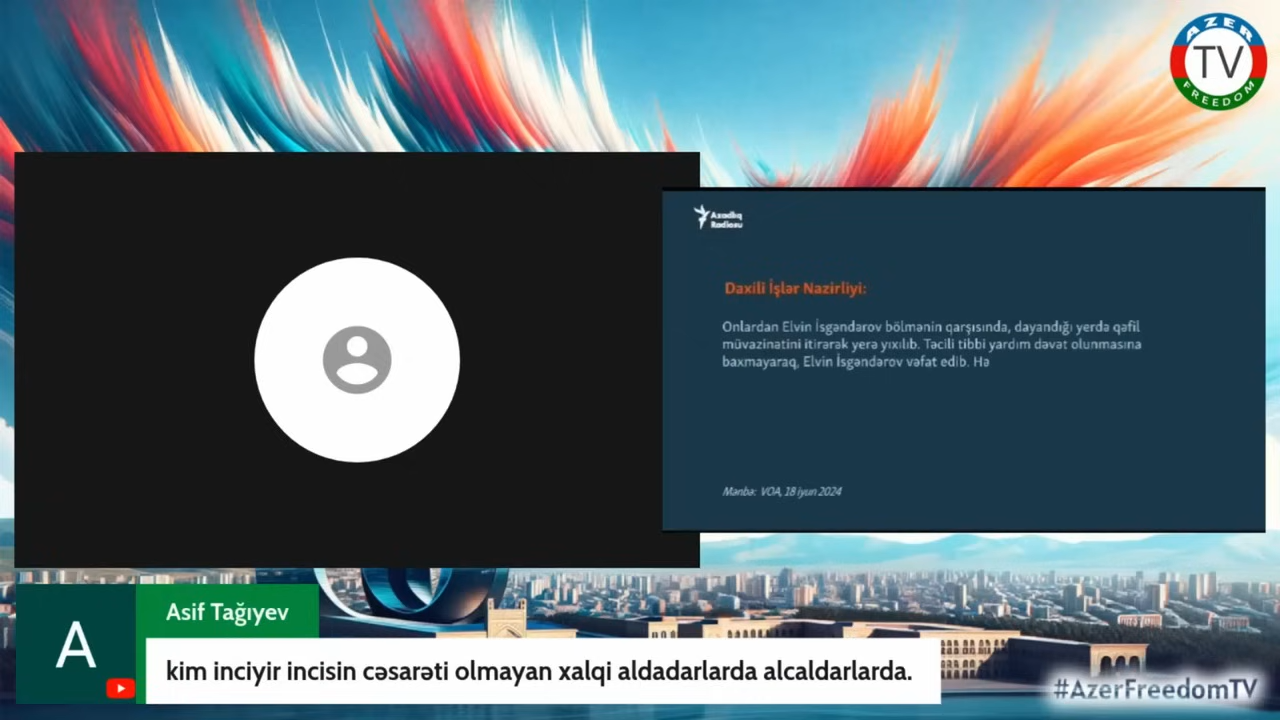 AZER
TV
FREEDOM
Azadlıq
Radiosu
Daxili İşlər Nazirliyi:
Onlardan Elvin İsgəndərov bölmənin qarşısında, dayandığı yerdə qəfil
müvazinətini itirərək yerə yıxılıb. Təcili tibbi yardım dəvət olunmasına
baxmayaraq, Elvin İsgəndərov vəfat edib. Hə
Mənbə: VOA, 18 iyun 2024
A
Asif Tağıyev
kim inciyir incisin cəsarəti olmayan xalqi aldadarlarda alcaldarlarda.
#AzerFreedomTV